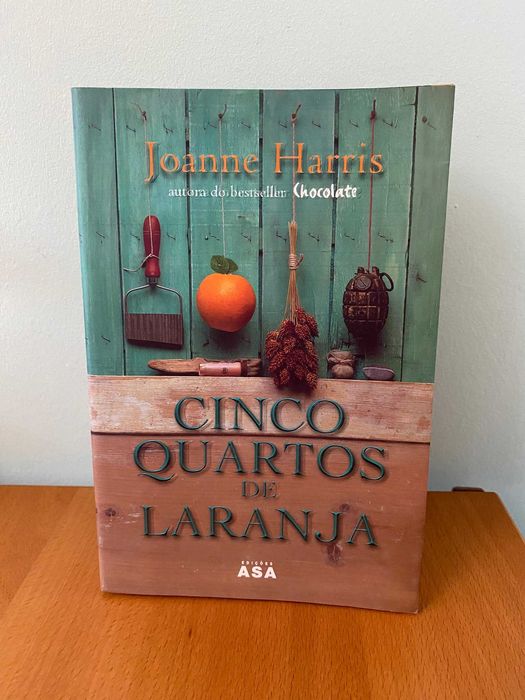 Joanne Harris
autora do bestseller Chocolate
CINCO
QUARTOS
DE
LARANJA
EDIÇÕES
ASA